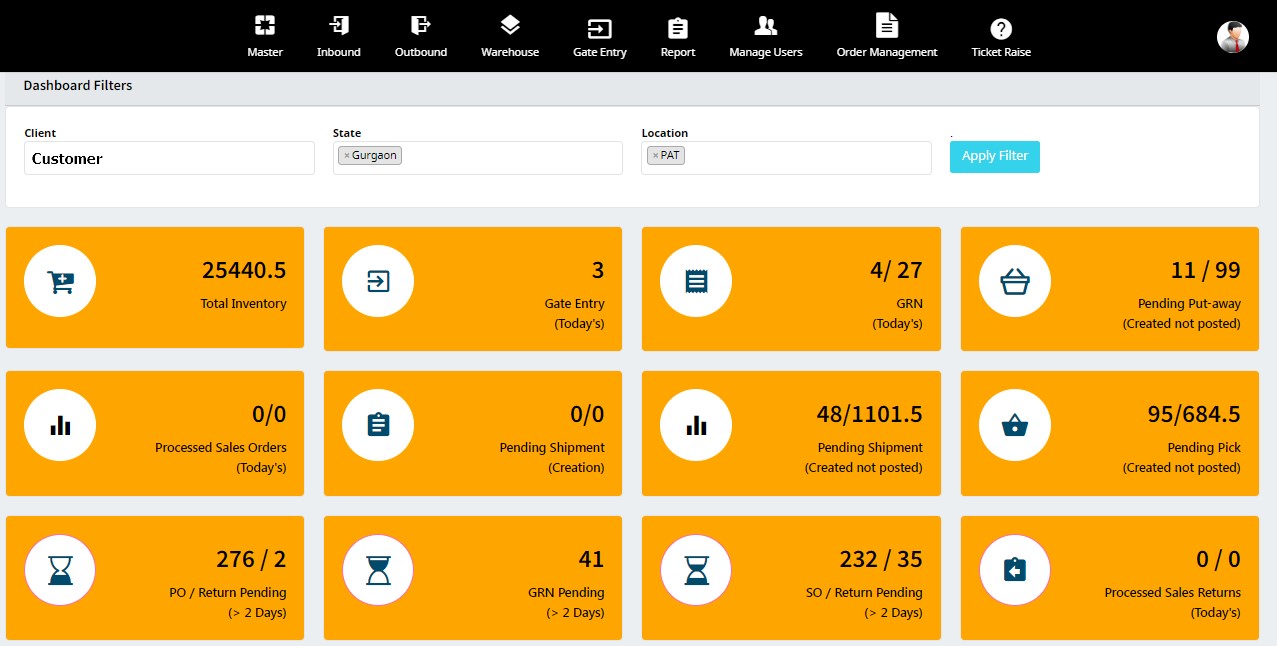 Master Inbound Outbound Warehouse Gate Entry Report Manage Users Order Management Ticket Raise
Dashboard Filters
Client State Location .
Customer × Gurgaon × PAT Apply Filter
25440.5 3 4/ 27 11 / 99
Total Inventory Gate Entry GRN Pending Put-away
(Today's) (Today's) (Created not posted)
0/0 0/0 48/1101.5 95/684.5
Processed Sales Orders Pending Shipment Pending Shipment Pending Pick
(Today's) (Creation) (Created not posted) (Created not posted)
276 / 2 41 232 / 35 0 / 0
PO / Return Pending GRN Pending SO / Return Pending Processed Sales Returns
(> 2 Days) (> 2 Days) (> 2 Days) (Today's)